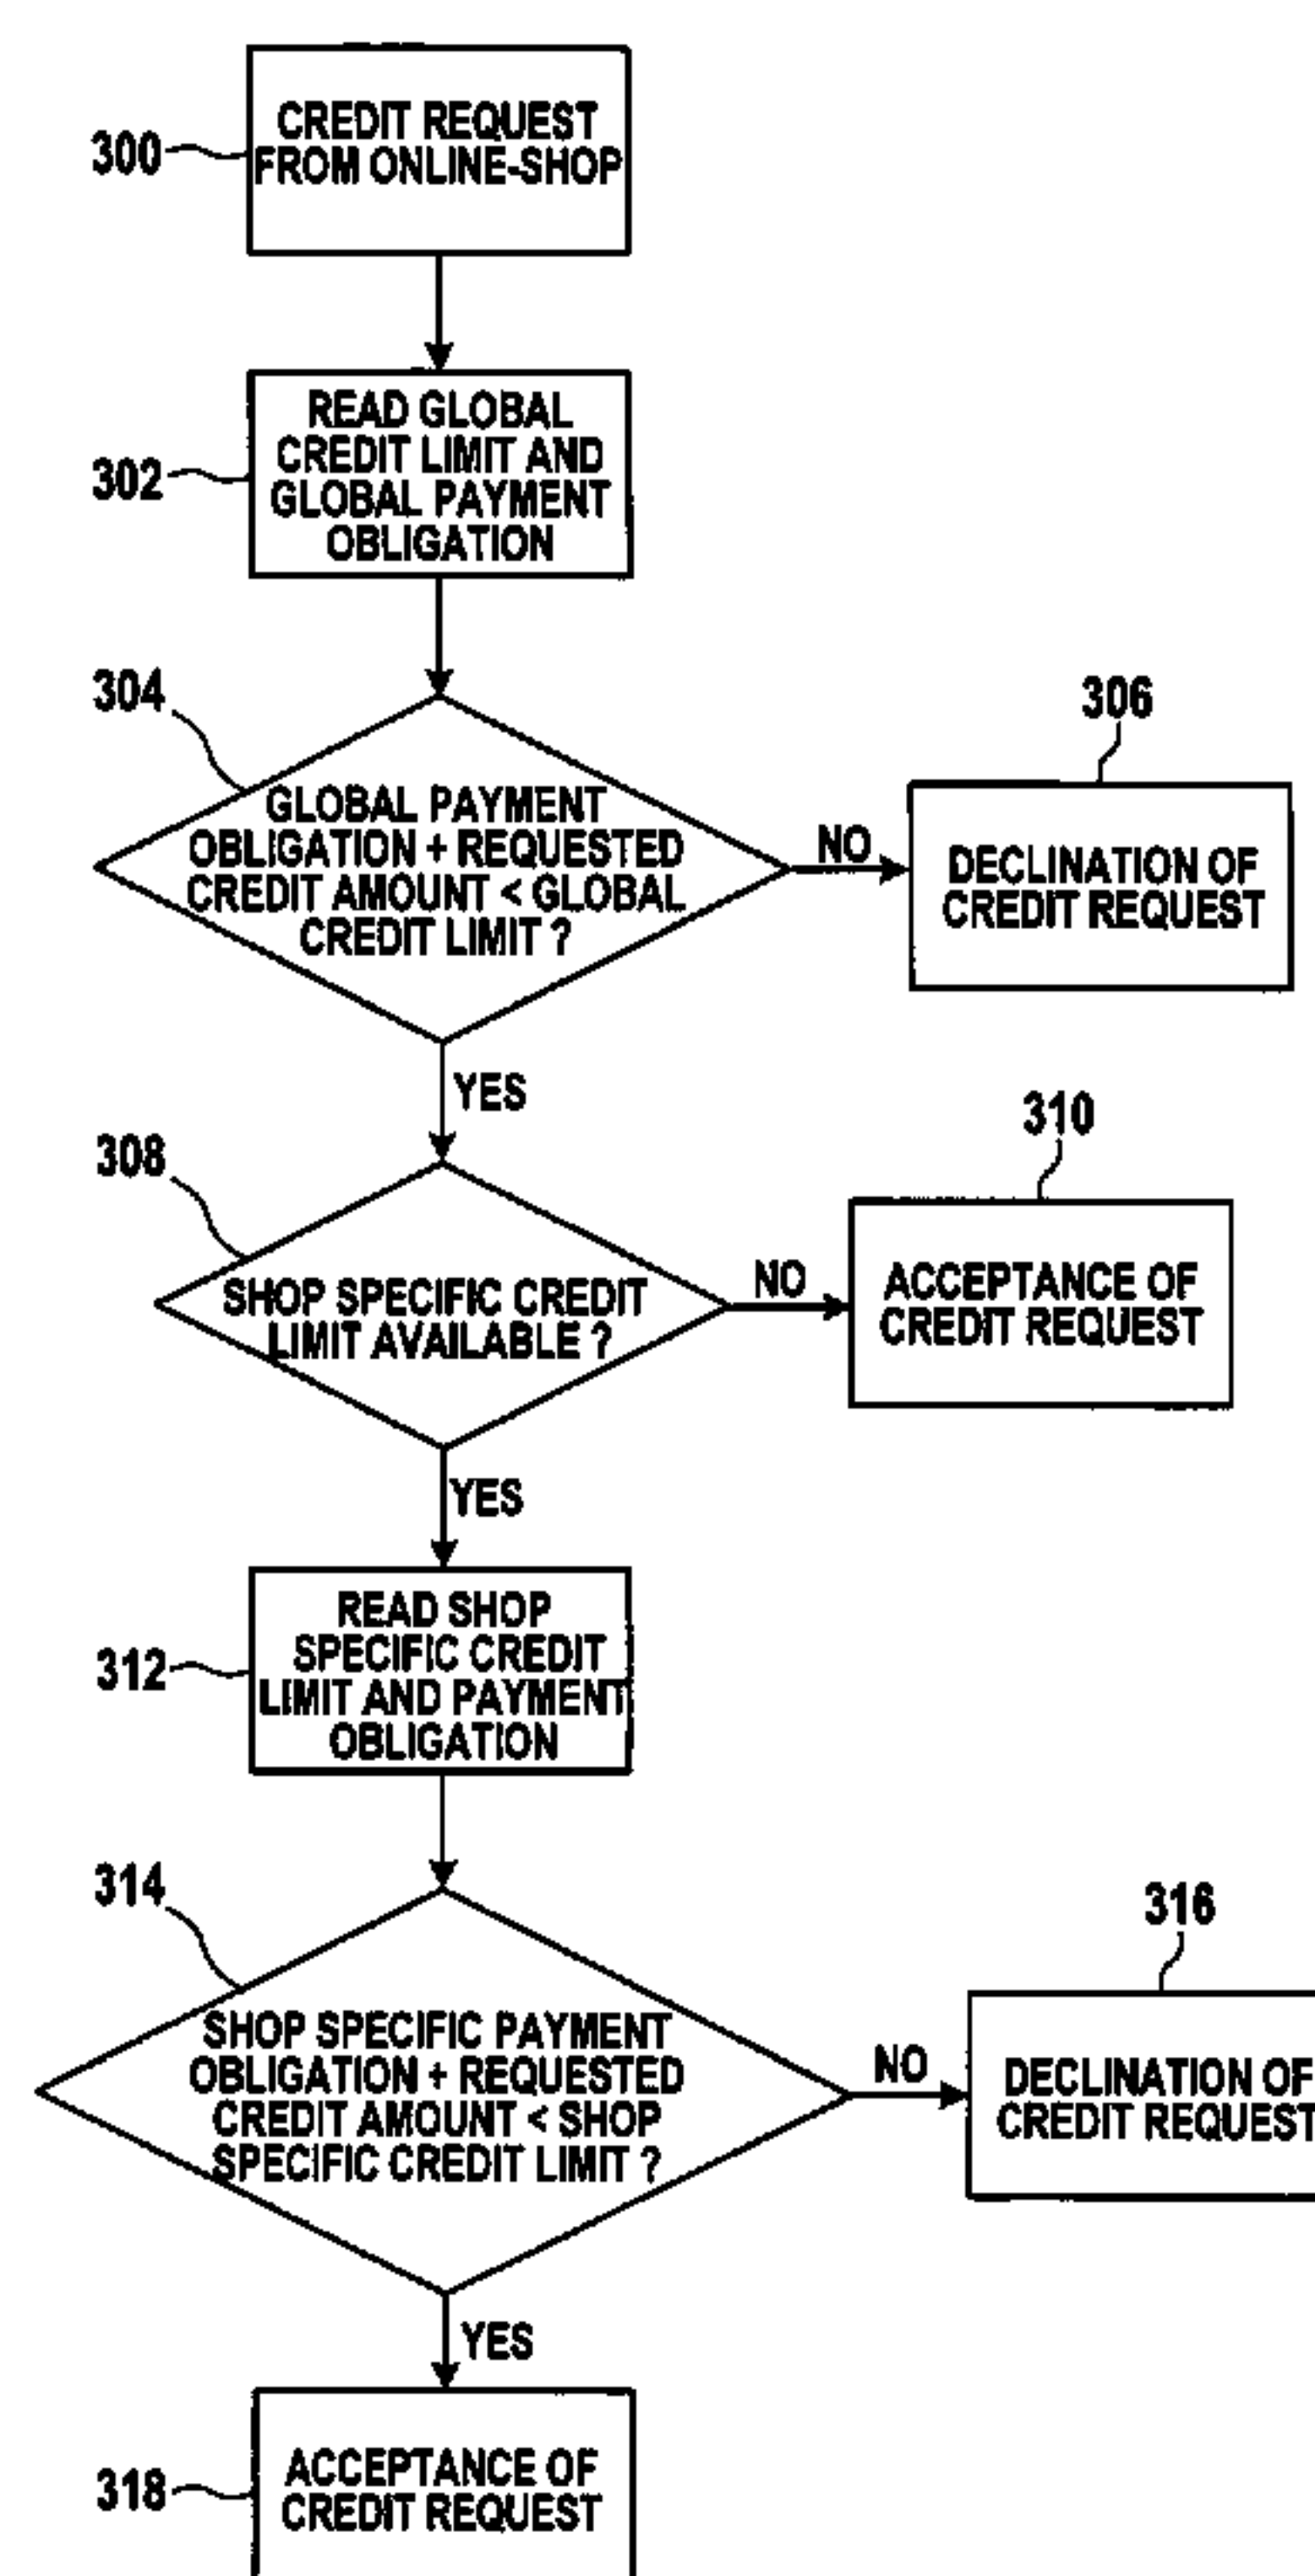 300
CREDIT REQUEST
FROM ONLINE-SHOP
302
READ GLOBAL
CREDIT LIMIT AND
GLOBAL PAYMENT
OBLIGATION
304
GLOBAL PAYMENT
OBLIGATION + REQUESTED
CREDIT AMOUNT < GLOBAL
CREDIT LIMIT ?
NO
306
DECLINATION OF
CREDIT REQUEST
YES
308
SHOP SPECIFIC CREDIT
LIMIT AVAILABLE ?
NO
310
ACCEPTANCE OF
CREDIT REQUEST
YES
312
READ SHOP
SPECIFIC CREDIT
LIMIT AND PAYMENT
OBLIGATION
314
SHOP SPECIFIC PAYMENT
OBLIGATION + REQUESTED
CREDIT AMOUNT < SHOP
SPECIFIC CREDIT LIMIT ?
NO
316
DECLINATION OF
CREDIT REQUEST
YES
318
ACCEPTANCE OF
CREDIT REQUEST